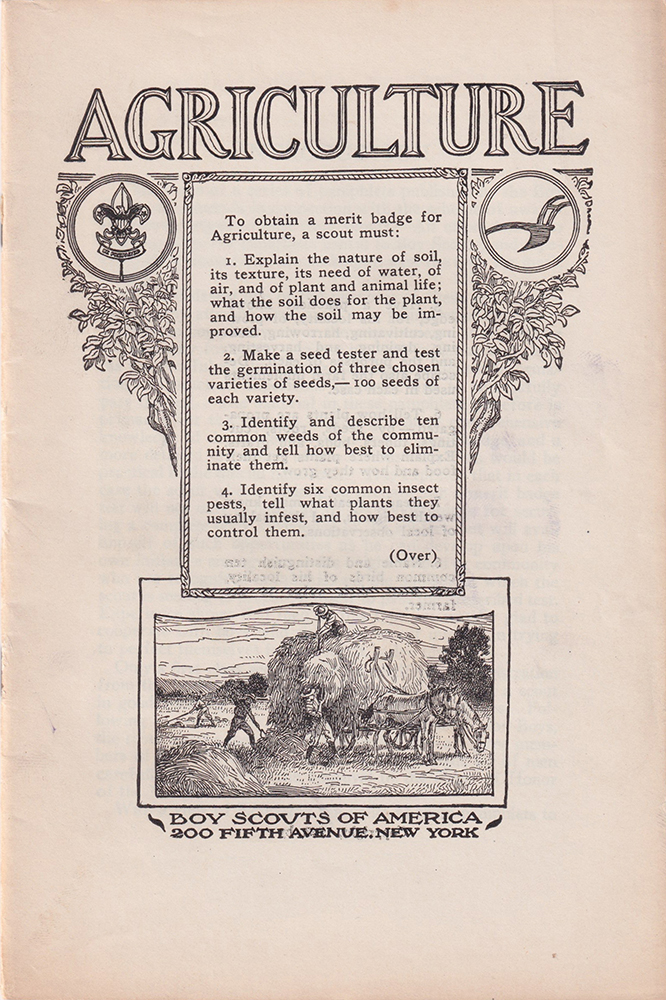 AGRICULTURE
BE PREPARED
To obtain a merit badge for
Agriculture, a scout must:
1. Explain the nature of soil,
its texture, its need of water, of
air, and of plant and animal life;
what the soil does for the plant,
and how the soil may be im-
proved.
2. Make a seed tester and test
the germination of three chosen
varieties of seeds,— 100 seeds of
each variety.
3. Identify and describe ten
common weeds of the commu-
nity and tell how best to elim-
inate them.
4. Identify six common insect
pests, tell what plants they
usually infest, and how best to
control them.
(Over)
BOY SCOUTS OF AMERICA
200 FIFTH AVENUE, NEW YORK